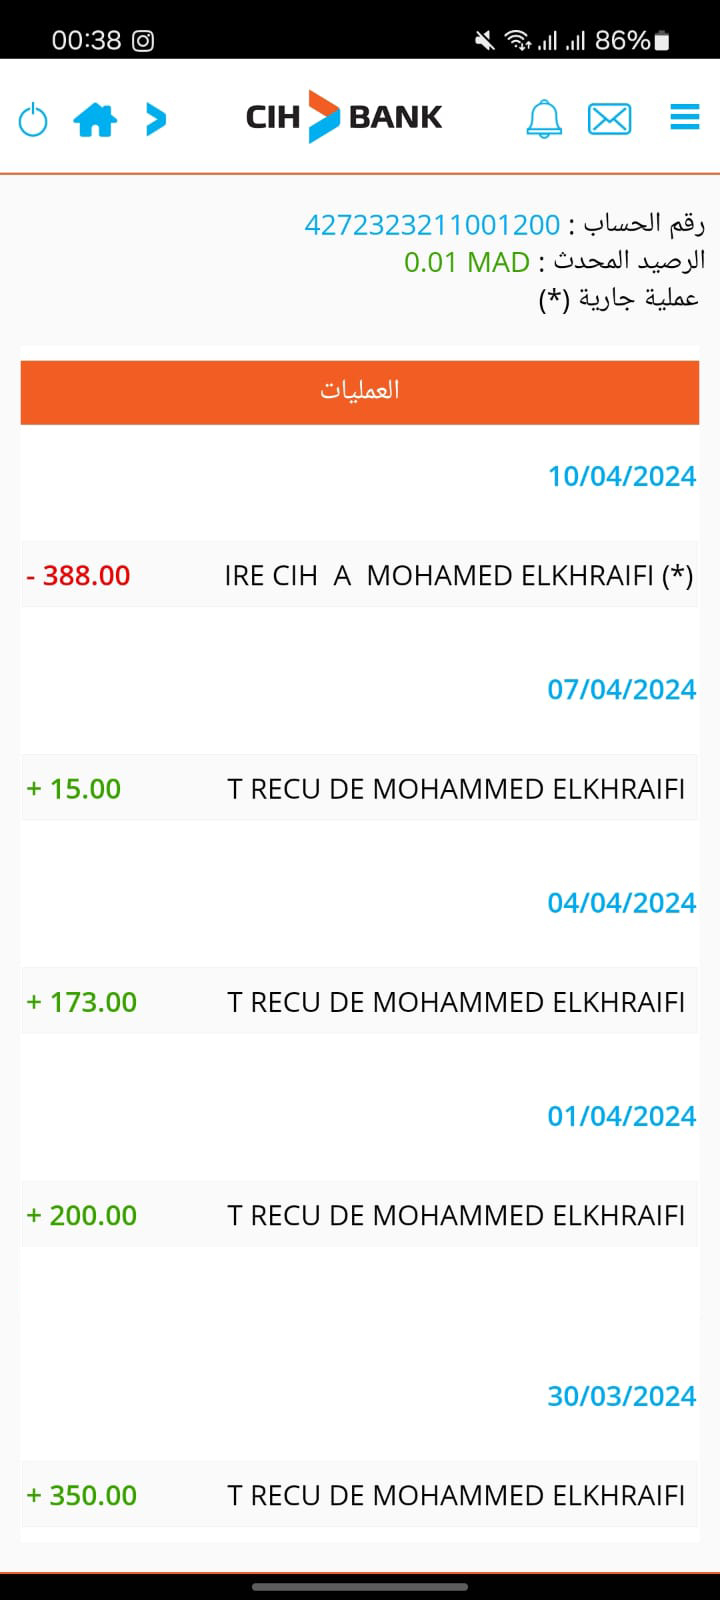 00:38 86%
CIH BANK
رقم الحساب : 4272323211001200
الرصيد المحدث : 0.01 MAD
عملية جارية (*)
العمليات
10/04/2024
- 388.00 IRE CIH A MOHAMED ELKHRAIFI (*)
07/04/2024
+ 15.00 T RECU DE MOHAMMED ELKHRAIFI
04/04/2024
+ 173.00 T RECU DE MOHAMMED ELKHRAIFI
01/04/2024
+ 200.00 T RECU DE MOHAMMED ELKHRAIFI
30/03/2024
+ 350.00 T RECU DE MOHAMMED ELKHRAIFI